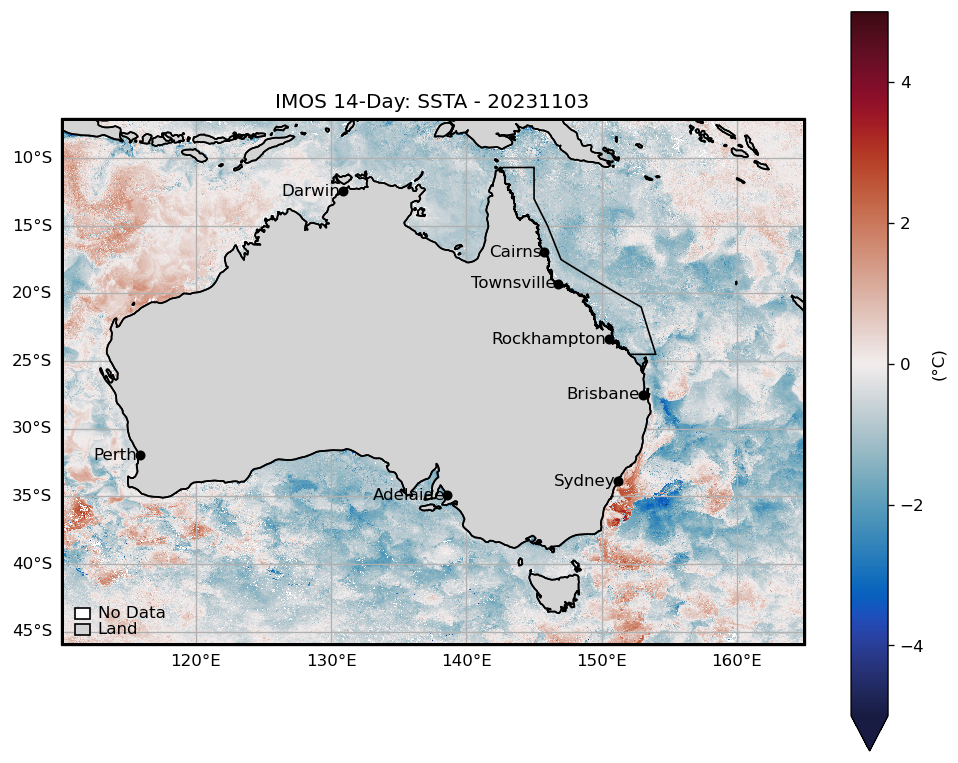 IMOS 14-Day: SSTA - 20231103
10°S
15°S
20°S
25°S
30°S
35°S
40°S
45°S
Darwin
Cairns
Townsville
Rockhampton
Brisbane
Perth
Sydney
Adelaide
No Data
Land
120°E
130°E
140°E
150°E
160°E
4
2
0
−2
−4
(°C)